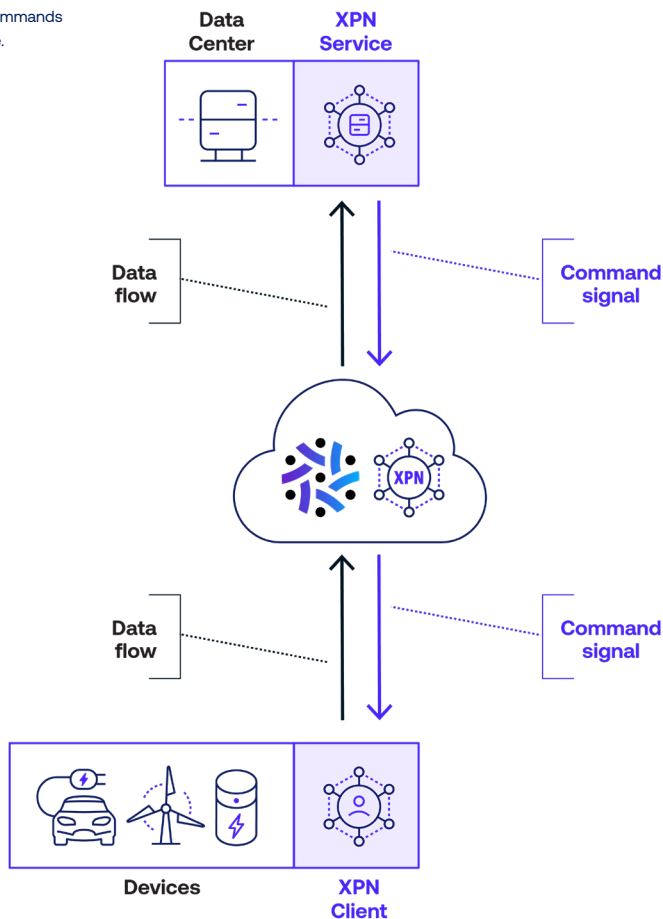 mmands
e.
Data
Center
XPN
Service
Data
flow
Command
signal
XPN
Data
flow
Command
signal
Devices
XPN
Client